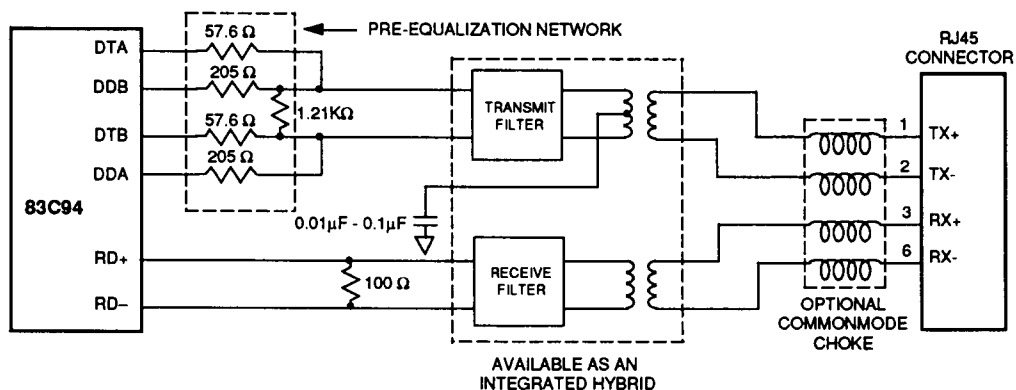 PRE-EQUALIZATION NETWORK
57.6 Ω
DTA
205 Ω
DDB
1.21KΩ
57.6 Ω
DTB
205 Ω
DDA
83C94
0.01µF - 0.1µF
RD+
100 Ω
RD–
TRANSMIT
FILTER
RECEIVE
FILTER
AVAILABLE AS AN
INTEGRATED HYBRID
RJ45
CONNECTOR
1
TX+
2
TX-
3
RX+
6
RX-
OPTIONAL
COMMONMODE
CHOKE